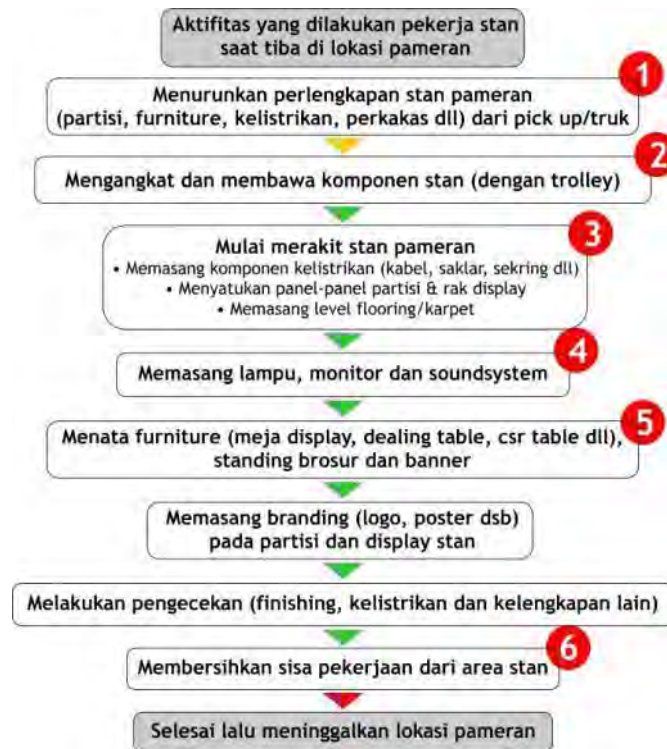 Aktifitas yang dilakukan pekerja stan
saat tiba di lokasi pameran
1
Menurunkan perlengkapan stan pameran
(partisi, furniture, kelistrikan, perkakas dll) dari pick up/truk
2
Mengangkat dan membawa komponen stan (dengan trolley)
3
Mulai merakit stan pameran
• Memasang komponen kelistrikan (kabel, saklar, sekring dll)
• Menyatukan panel-panel partisi & rak display
• Memasang level flooring/karpet
4
Memasang lampu, monitor dan soundsystem
5
Menata furniture (meja display, dealing table, csr table dll),
standing brosur dan banner
Memasang branding (logo, poster dsb)
pada partisi dan display stan
Melakukan pengecekan (finishing, kelistrikan dan kelengkapan lain)
6
Membersihkan sisa pekerjaan dari area stan
Selesai lalu meninggalkan lokasi pameran